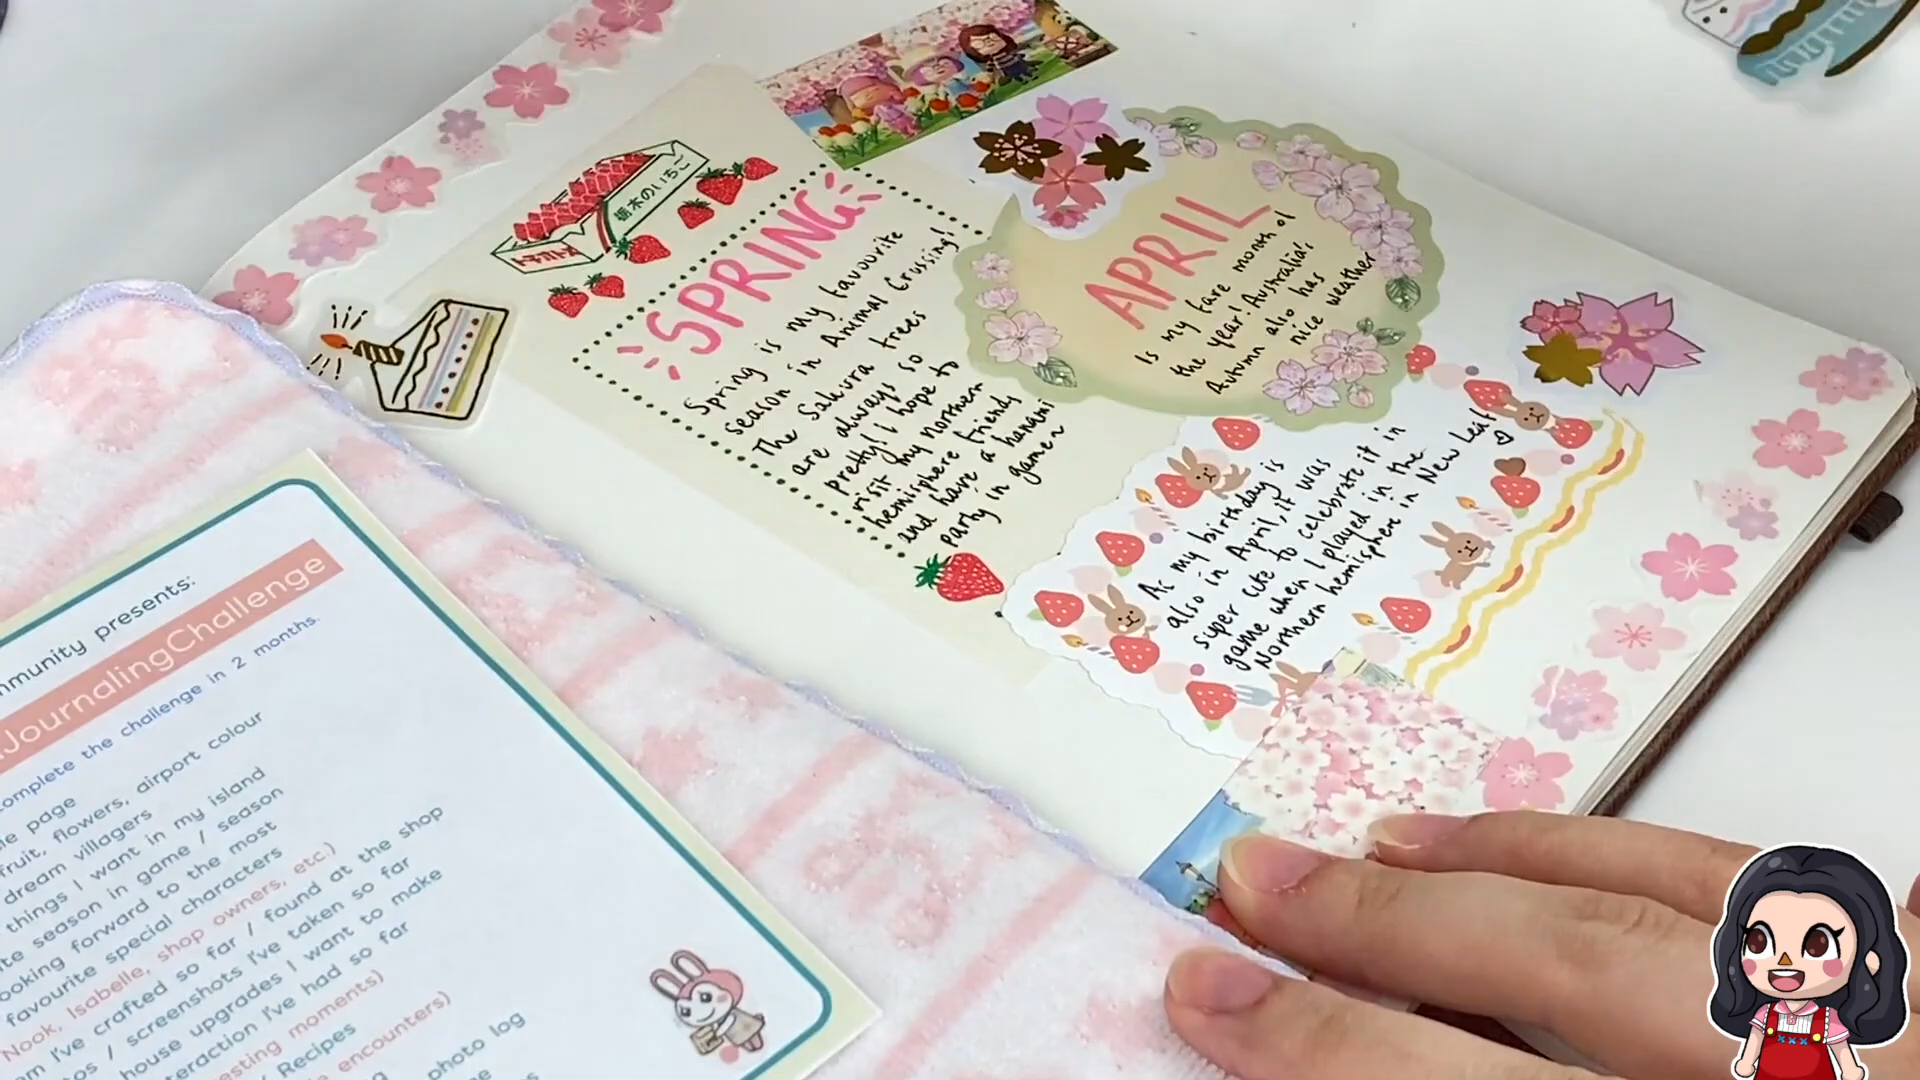 栃木のいちご
SPRING
Spring is my favourite
season in Animal Crossing!
The Sakura trees
are always so
pretty! I hope to
visit my northern
hemisphere friends
and have a hanami
party in game~
APRIL
Is my fave month of
the year! Australia's
Autumn also has
nice weather
As my birthday is
also in April, it was
super cute to celebrate it in
game when I played in the
Northern hemisphere in New Leaf ♡
mmunity presents:
JournalingChallenge
complete the challenge in 2 months.
page
fruit, flowers, airport colour
dream villagers
things I want in my island
season in game / season
ooking forward to the most
favourite special characters
Nook, Isabelle, shop owners, etc.)
I've crafted so far / found at the shop
/ screenshots I've taken so far
house upgrades I want to make
teraction I've had so far
esting moments)
Recipes
encounters)
photo log